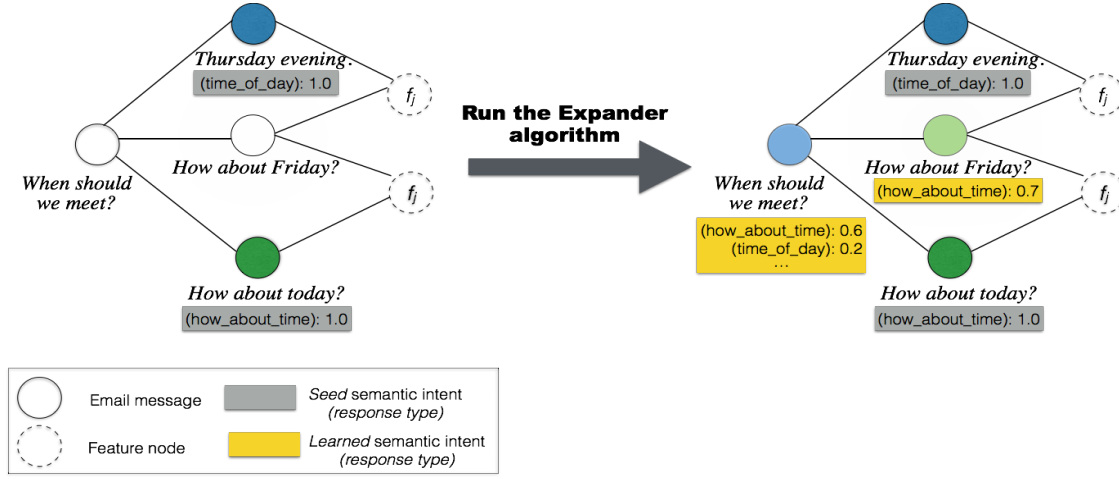 Thursday evening.
(time_of_day): 1.0
f_j
How about Friday?
When should
we meet?
f_j
How about today?
(how_about_time): 1.0
Run the Expander
algorithm
Thursday evening.
(time_of_day): 1.0
f_j
How about Friday?
(how_about_time): 0.7
When should
we meet?
(how_about_time): 0.6
(time_of_day): 0.2
...
f_j
How about today?
(how_about_time): 1.0
Email message
Seed semantic intent
(response type)
Feature node
Learned semantic intent
(response type)